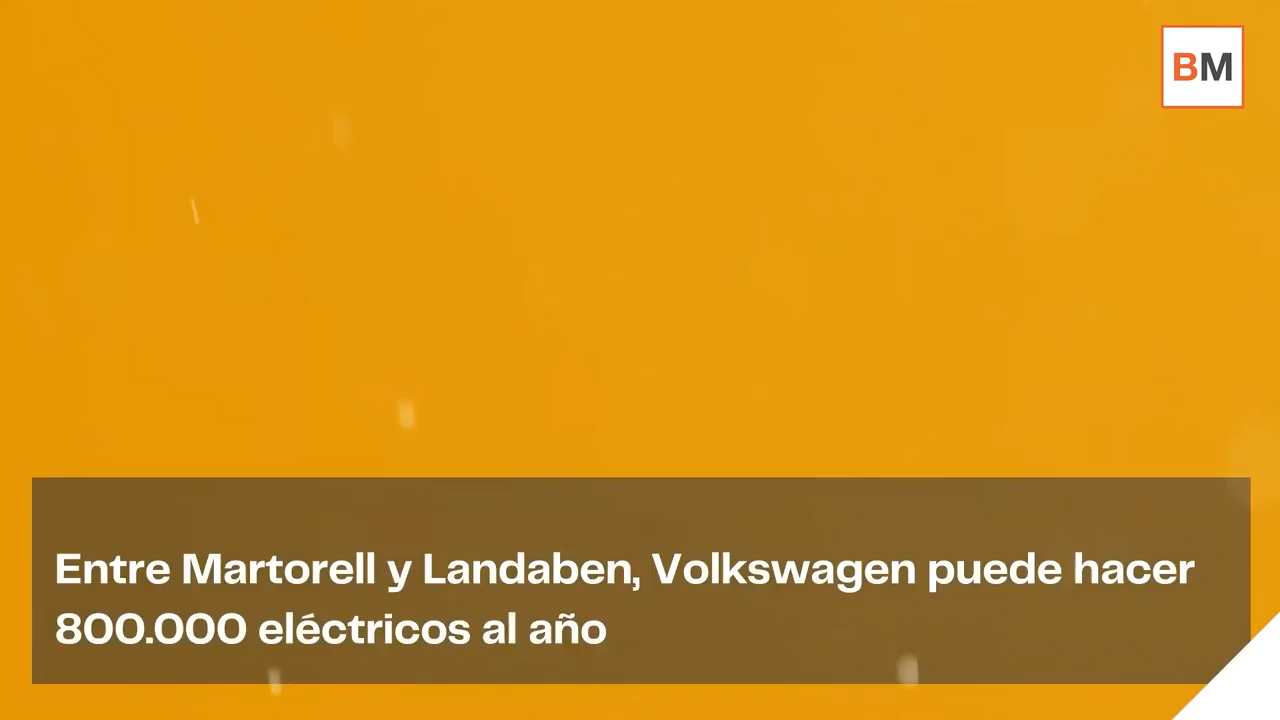 BM
Entre Martorell y Landaben, Volkswagen puede hacer
800.000 eléctricos al año